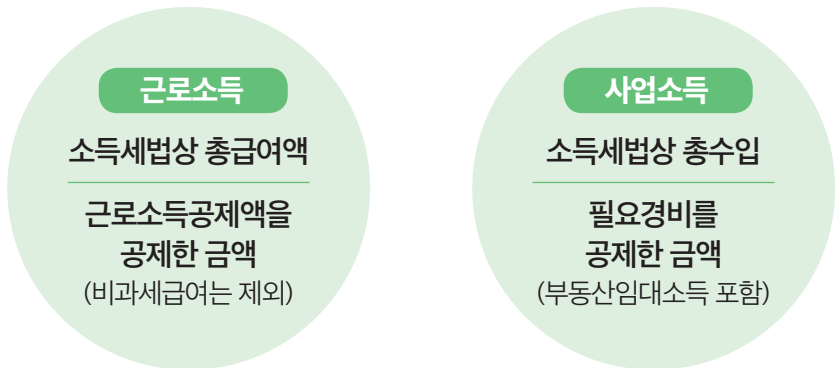 근로소득
소득세법상 총급여액
근로소득공제액을
공제한 금액
(비과세급여는 제외)
사업소득
소득세법상 총수입
필요경비를
공제한 금액
(부동산임대소득 포함)